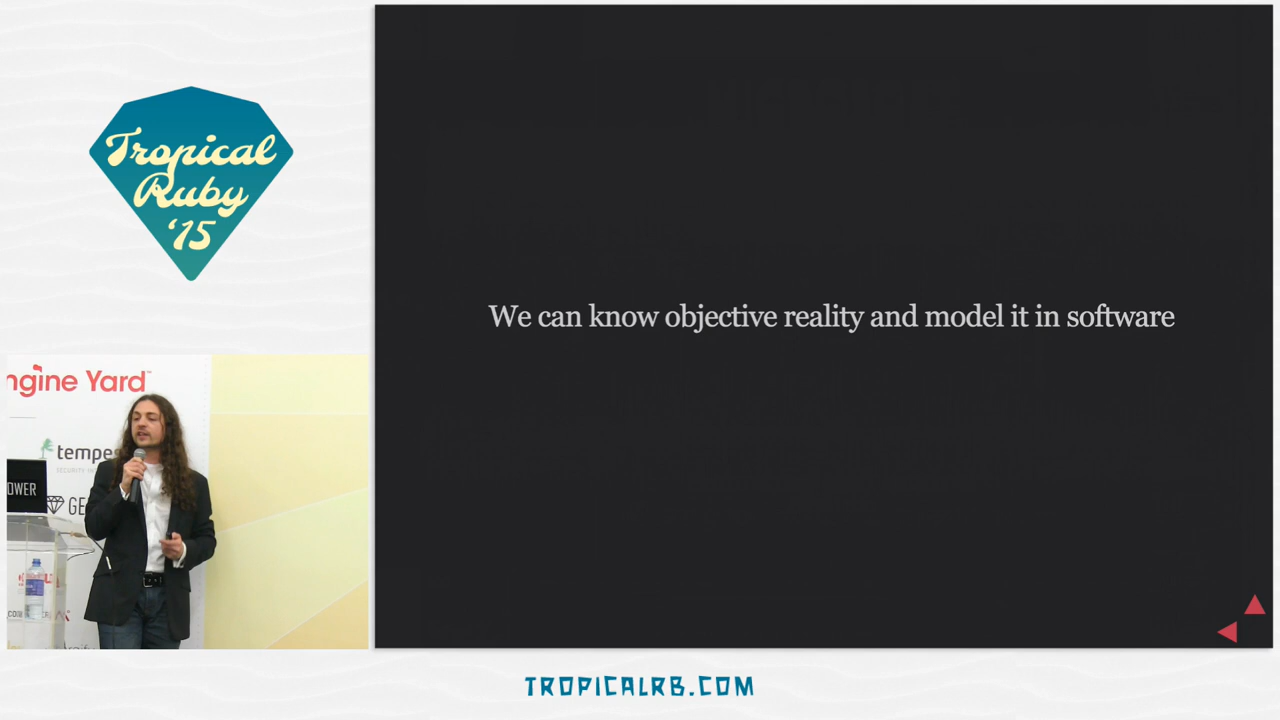 Tropical
Ruby
‘15
We can know objective reality and model it in software
ngine Yard
tempes
OWER
GE
TROPICALRB.COM